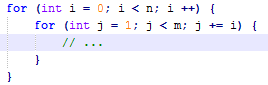 for (int i = 0; i < n; i ++) {
    for (int j = 1; j < m; j += i) {
        // ...
    }
}